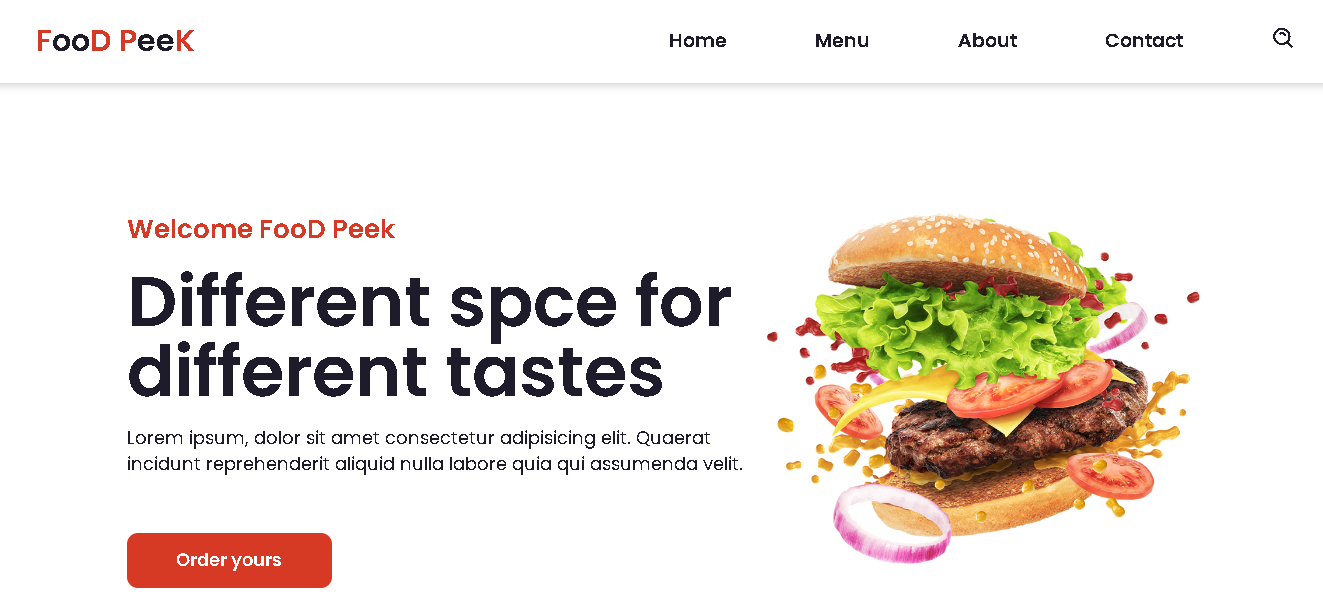 FooD PeeK
Home Menu About Contact
Welcome FooD Peek
Different spce for
different tastes
Lorem ipsum, dolor sit amet consectetur adipisicing elit. Quaerat
incidunt reprehenderit aliquid nulla labore quia qui assumenda velit.
Order yours